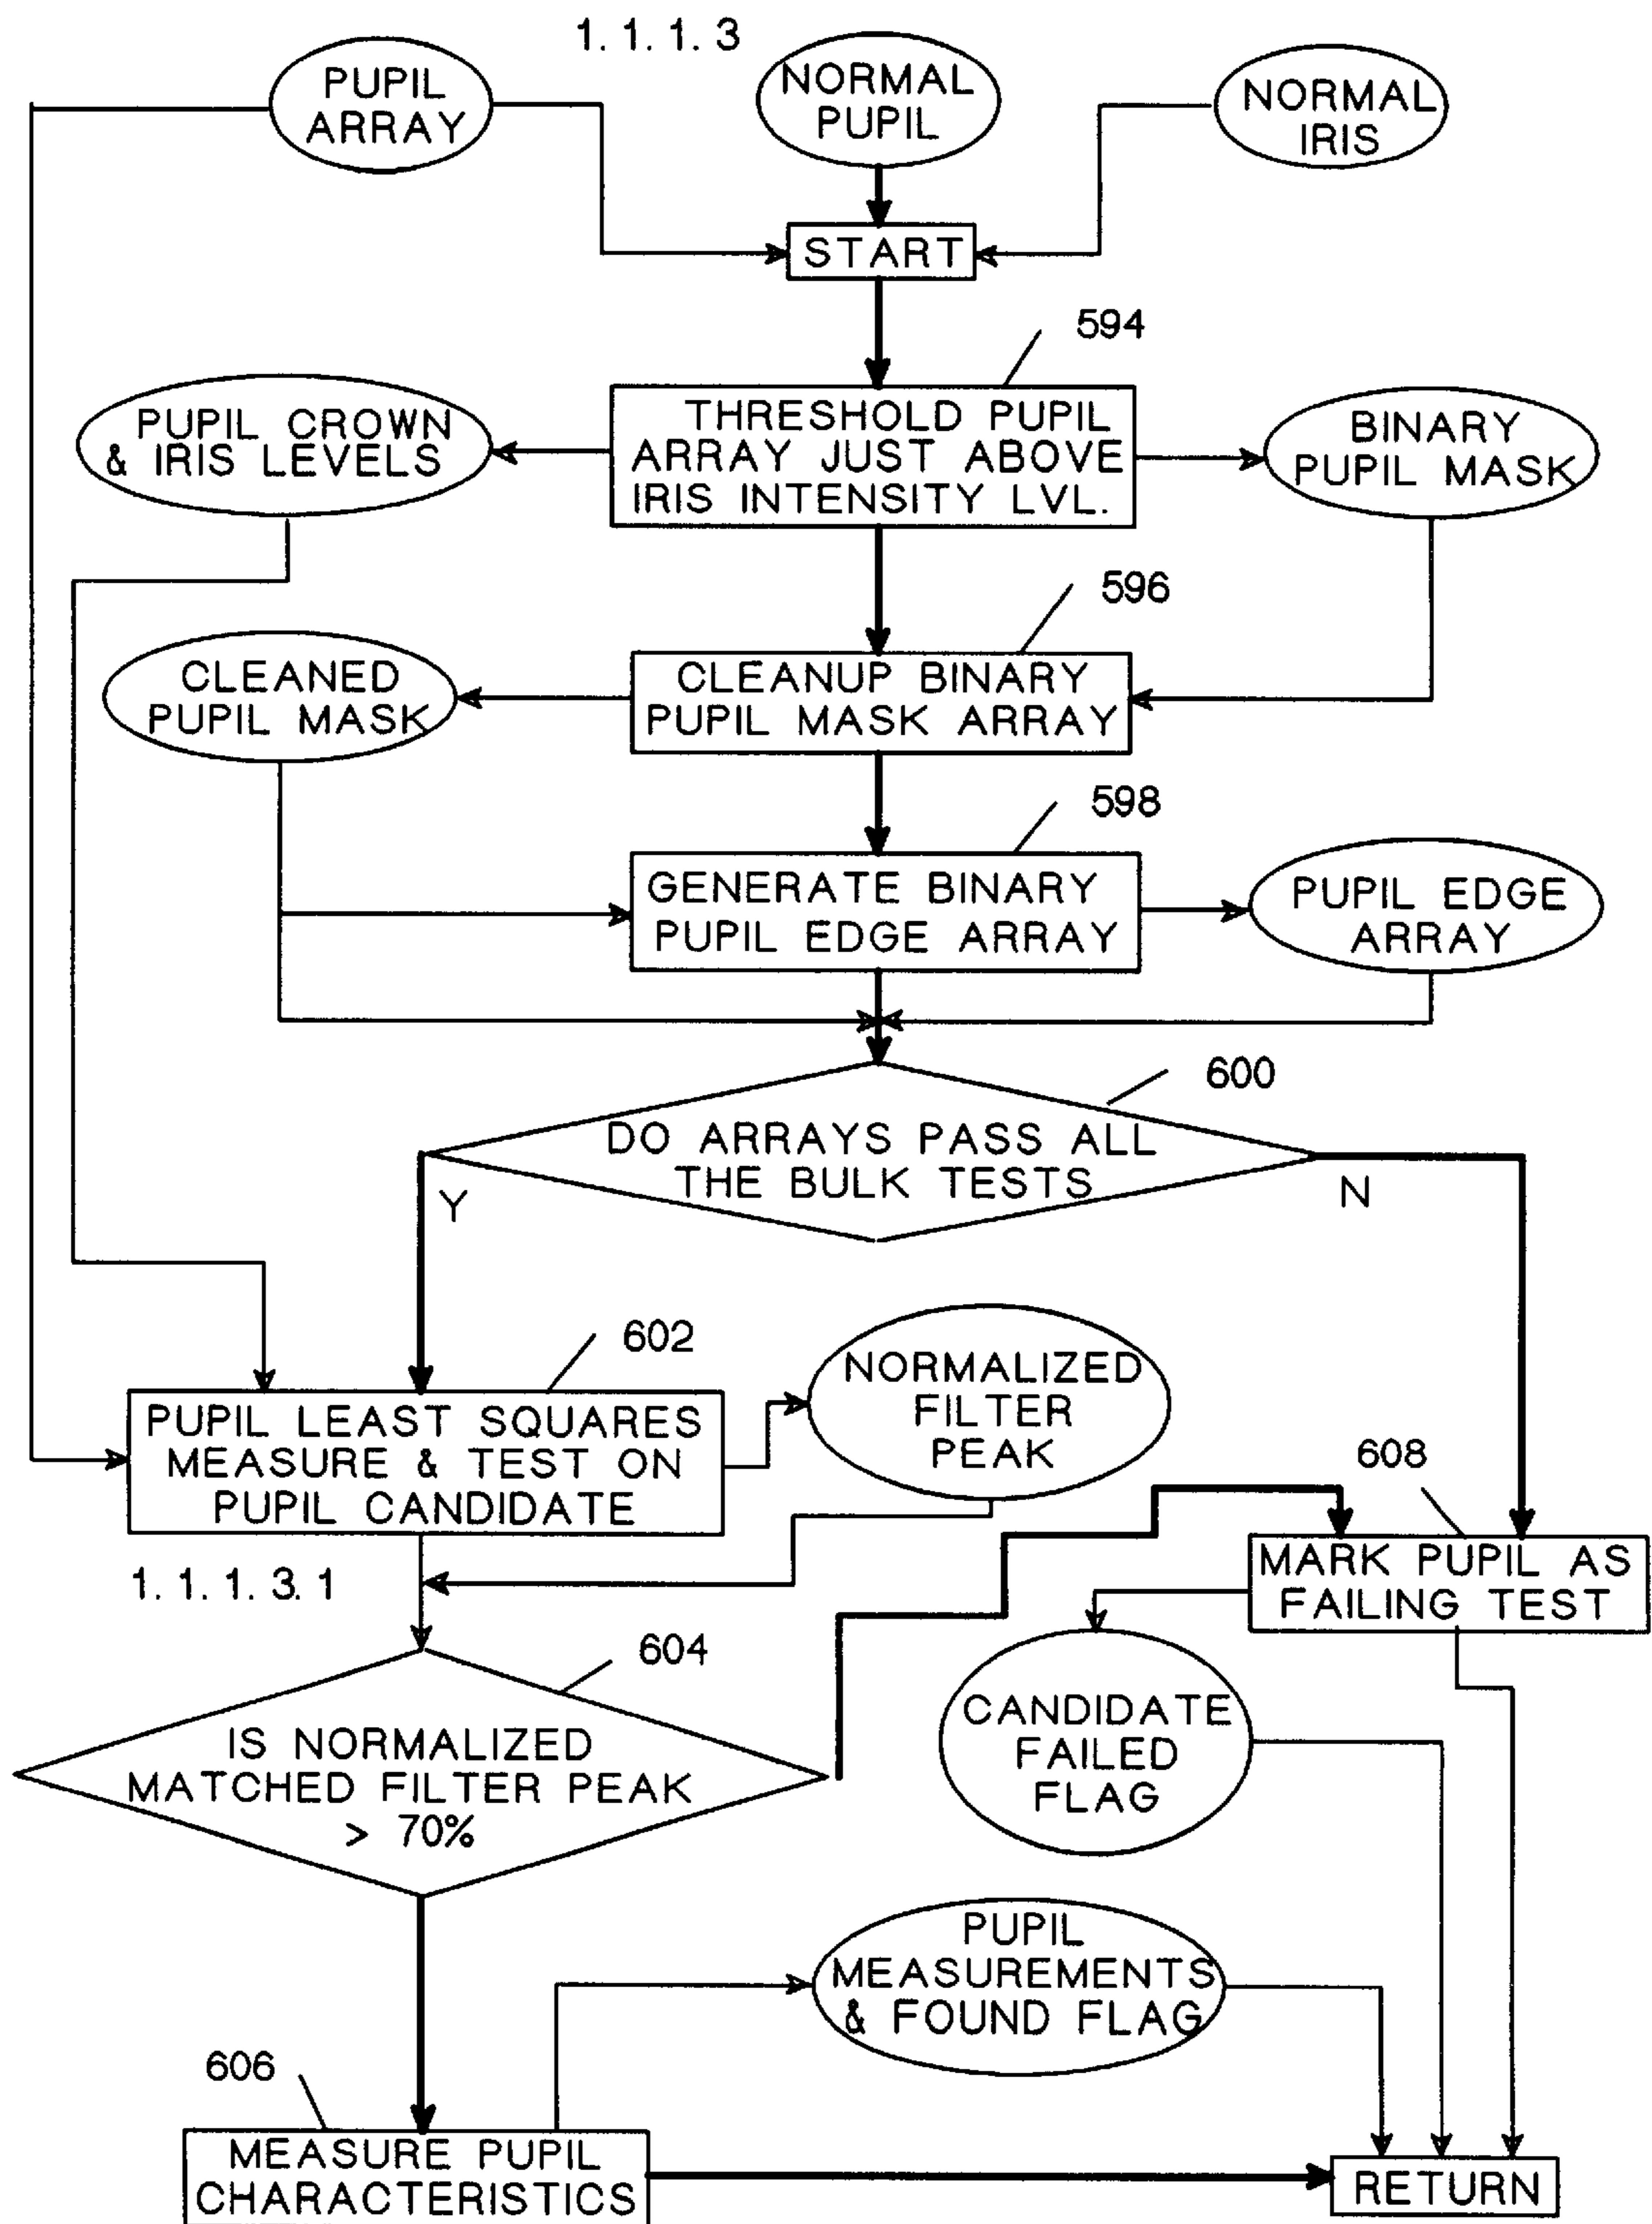 1. 1. 1. 3
PUPIL
ARRAY
NORMAL
PUPIL
NORMAL
IRIS
START
594
PUPIL CROWN
& IRIS LEVELS
THRESHOLD PUPIL
ARRAY JUST ABOVE
IRIS INTENSITY LVL.
BINARY
PUPIL MASK
596
CLEANED
PUPIL MASK
CLEANUP BINARY
PUPIL MASK ARRAY
598
GENERATE BINARY
PUPIL EDGE ARRAY
PUPIL EDGE
ARRAY
600
DO ARRAYS PASS ALL
THE BULK TESTS
Y
N
602
PUPIL LEAST SQUARES
MEASURE & TEST ON
PUPIL CANDIDATE
NORMALIZED
FILTER
PEAK
608
MARK PUPIL AS
FAILING TEST
1. 1. 1. 3. 1
604
IS NORMALIZED
MATCHED FILTER PEAK
> 70%
CANDIDATE
FAILED
FLAG
PUPIL
MEASUREMENTS
& FOUND FLAG
606
MEASURE PUPIL
CHARACTERISTICS
RETURN